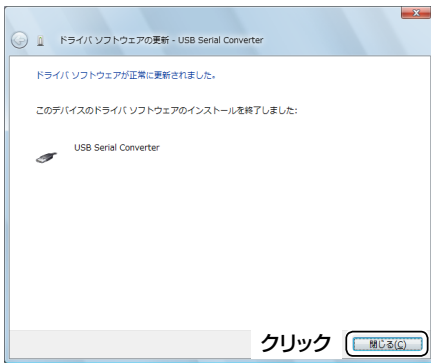 ドライバ ソフトウェアの更新 - USB Serial Converter
ドライバ ソフトウェアが正常に更新されました。
このデバイスのドライバ ソフトウェアのインストールを終了しました:
USB Serial Converter
クリック 閉じる(C)